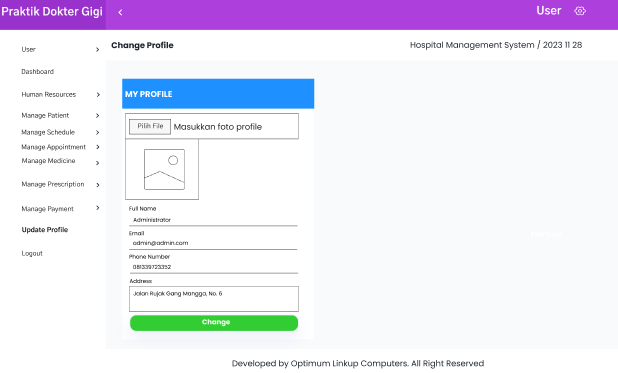 Praktik Dokter Gigi
User
Change Profile
Hospital Management System / 2023 11 28
User
Dashboard
Human Resources
Manage Patient
Manage Schedule
Manage Appointment
Manage Medicine
Manage Prescription
Manage Payment
Update Profile
Logout
MY PROFILE
Pilih File Masukkan foto profile
Full Name
Administrator
Email
admin@admin.com
Phone Number
081339723352
Address
Jalan Rujak Gang Mangga, No. 6
Change
Developed by Optimum Linkup Computers. All Right Reserved